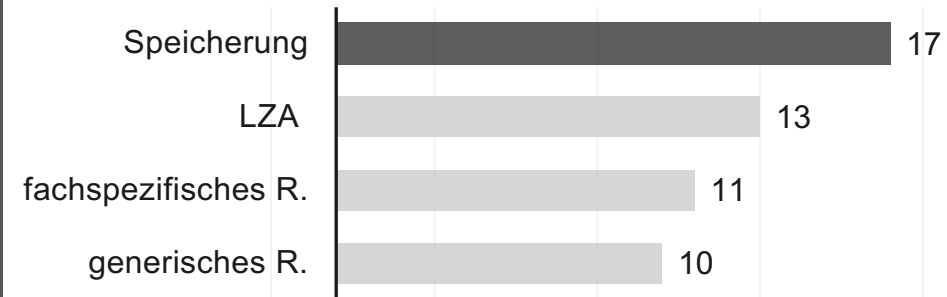 Speicherung 17
LZA 13
fachspezifisches R. 11
generisches R. 10